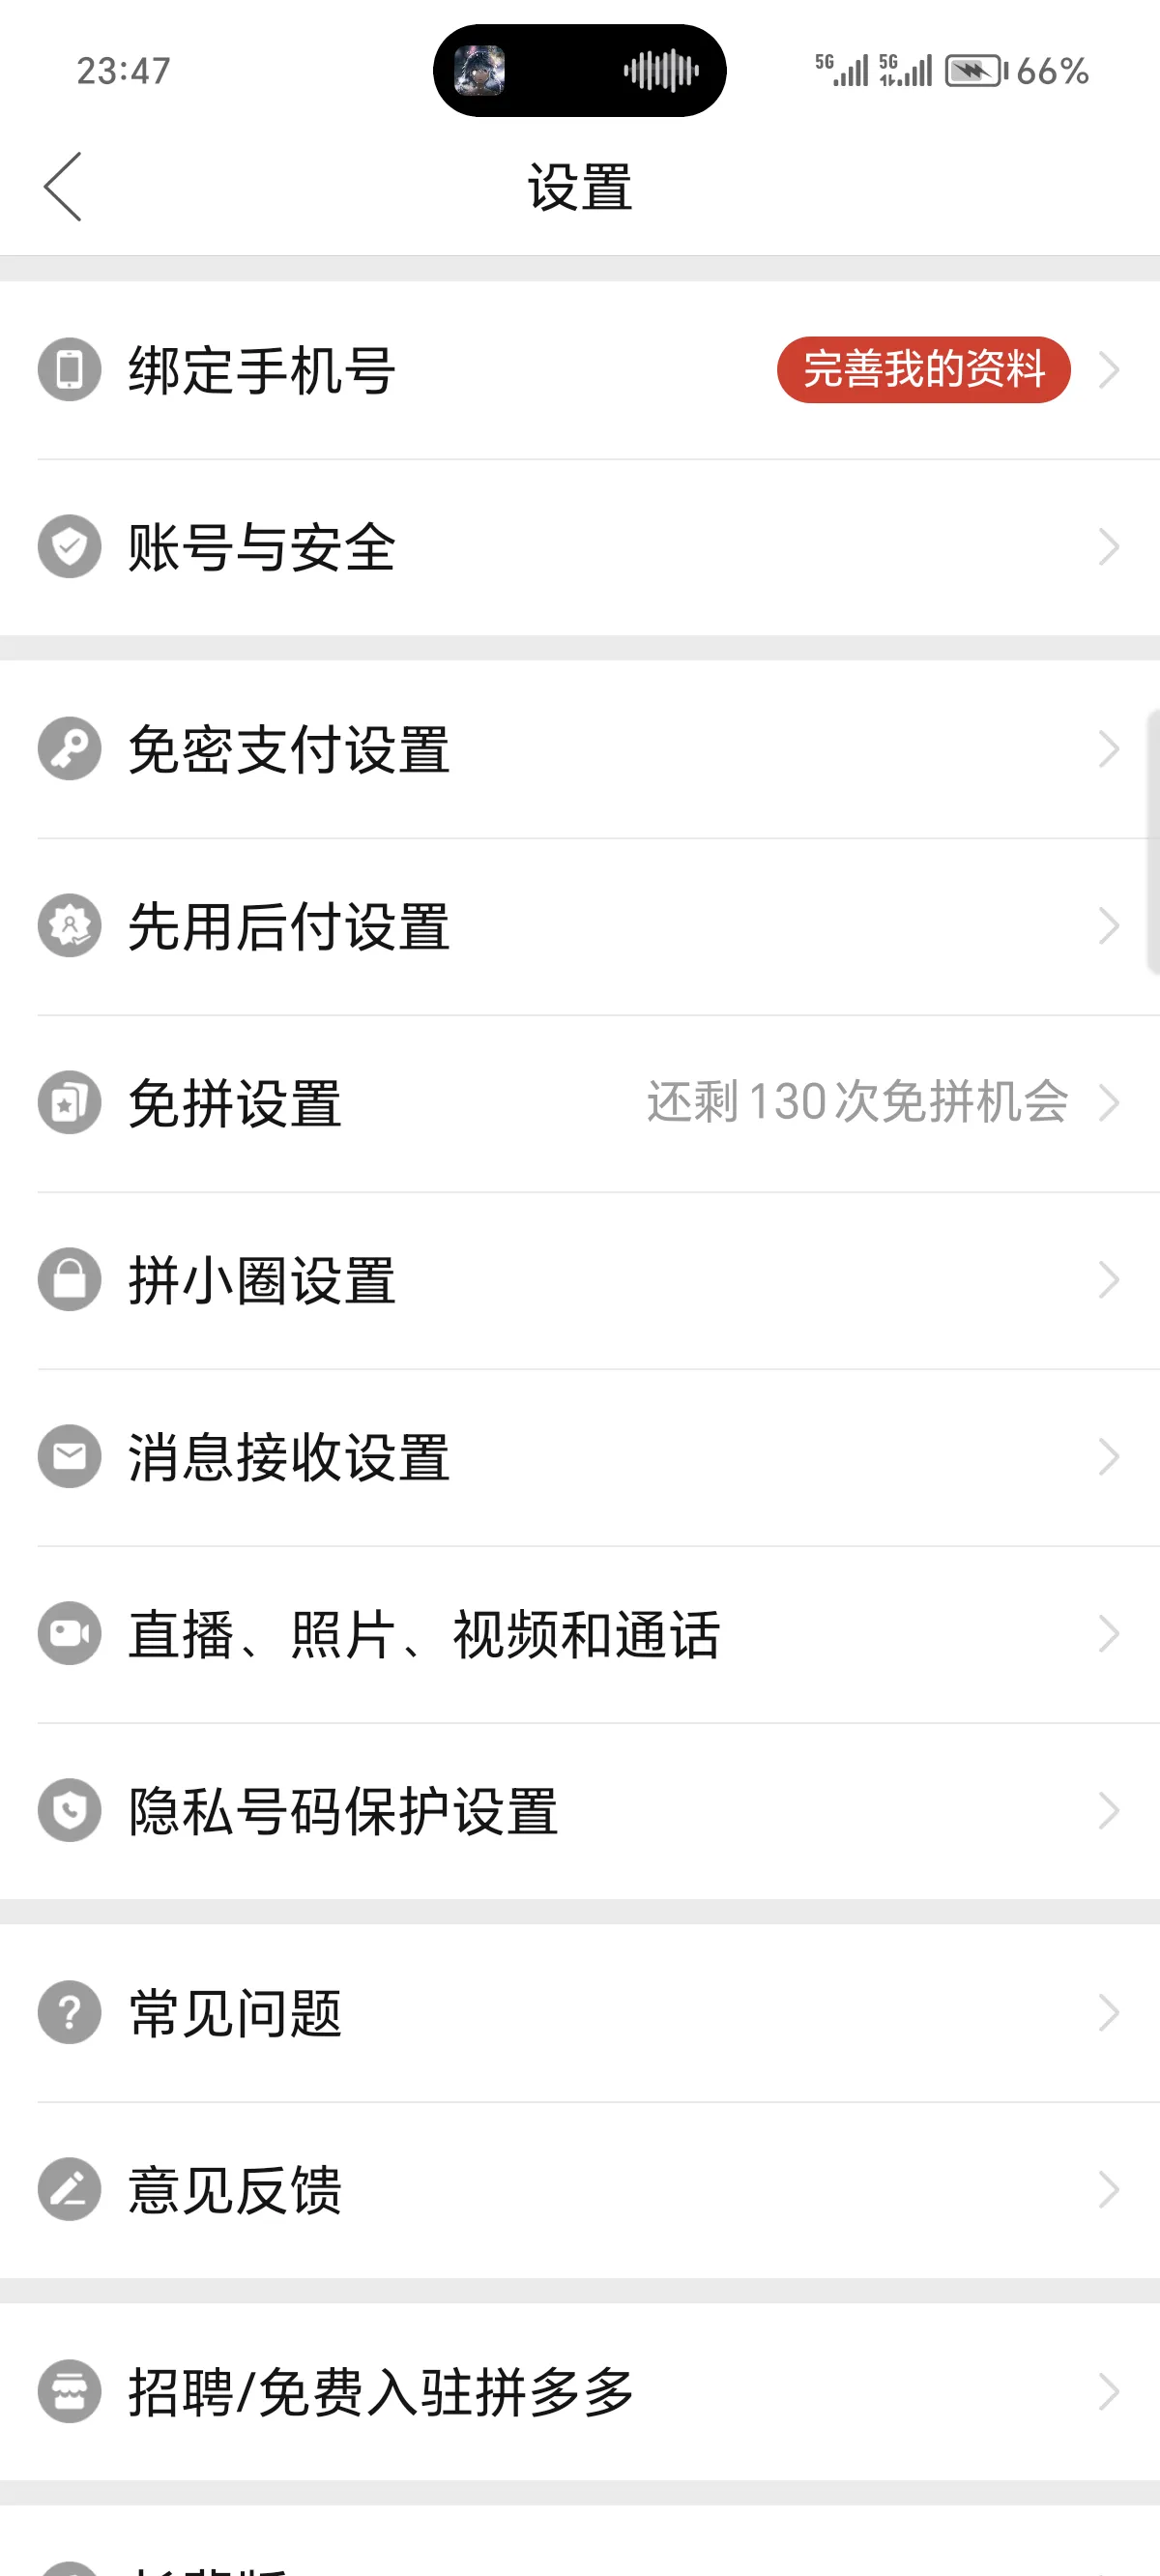 23:47
5G 5G 66%
设置
绑定手机号 完善我的资料
账号与安全
免密支付设置
先用后付设置
免拼设置 还剩130次免拼机会
拼小圈设置
消息接收设置
直播、照片、视频和通话
隐私号码保护设置
常见问题
意见反馈
招聘/免费入驻拼多多